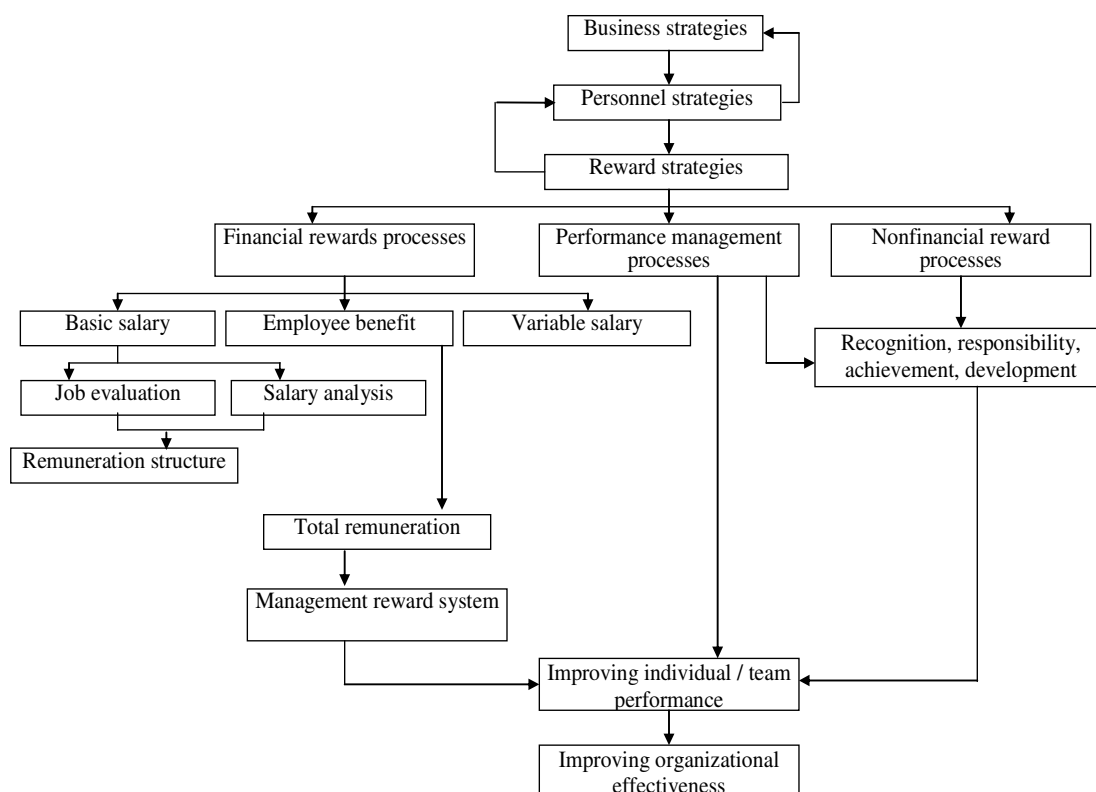 Business strategies
Personnel strategies
Reward strategies
Financial rewards processes
Performance management
processes
Nonfinancial reward
processes
Basic salary
Employee benefit
Variable salary
Recognition, responsibility,
achievement, development
Job evaluation
Salary analysis
Remuneration structure
Total remuneration
Management reward system
Improving individual / team
performance
Improving organizational
effectiveness